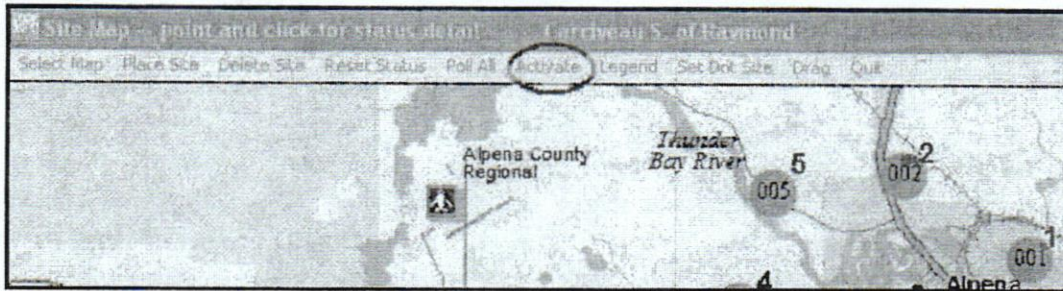 Site Map -- point and click for status detail Corriveau S. of Raymond
Select Map Place Site Delete Site Reset Status Poll All Activate Legend Set Dot Size Drag Quit
Alpena County
Regional
Thunder
Bay River
5
005
2
002
1
001
4
Alpena